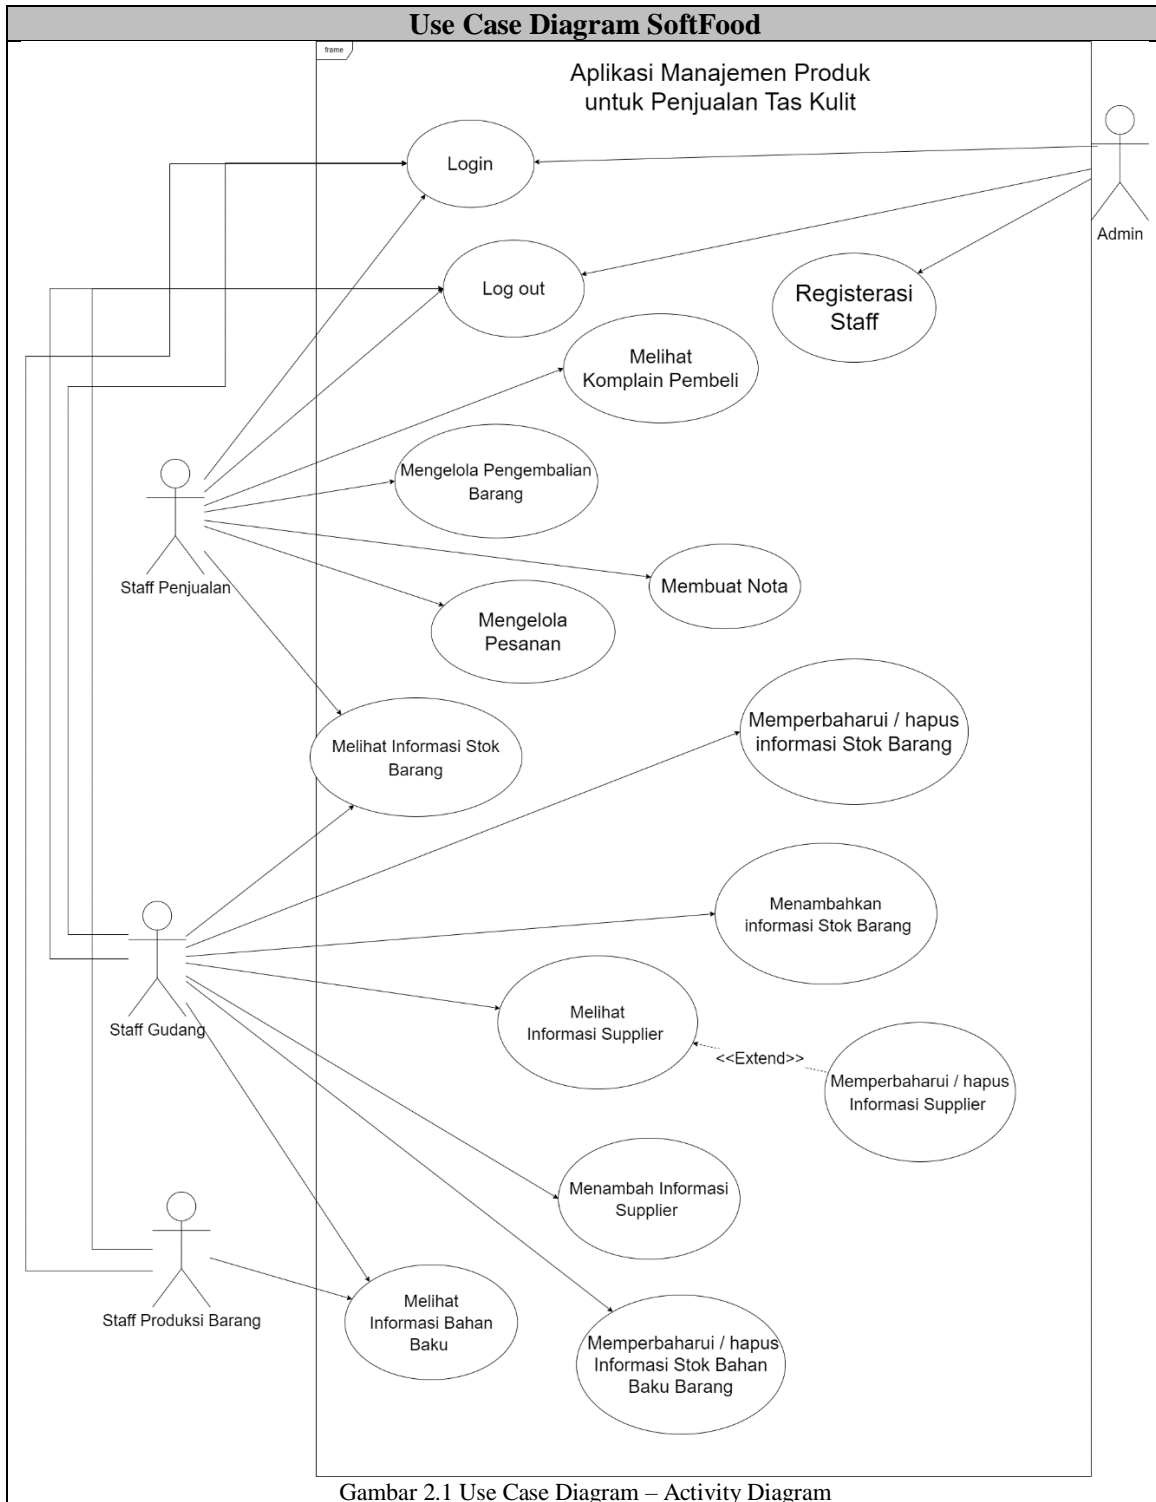 Use Case Diagram SoftFood
frame
Aplikasi Manajemen Produk
untuk Penjualan Tas Kulit
Login
Admin
Log out
Registerasi
Staff
Melihat
Komplain Pembeli
Mengelola Pengembalian
Barang
Staff Penjualan
Membuat Nota
Mengelola
Pesanan
Melihat Informasi Stok
Barang
Memperbaharui / hapus
informasi Stok Barang
Menambahkan
informasi Stok Barang
Staff Gudang
Melihat
Informasi Supplier
<<Extend>>
Memperbaharui / hapus
Informasi Supplier
Menambah Informasi
Supplier
Staff Produksi Barang
Melihat
Informasi Bahan
Baku
Memperbaharui / hapus
Informasi Stok Bahan
Baku Barang
Gambar 2.1 Use Case Diagram – Activity Diagram